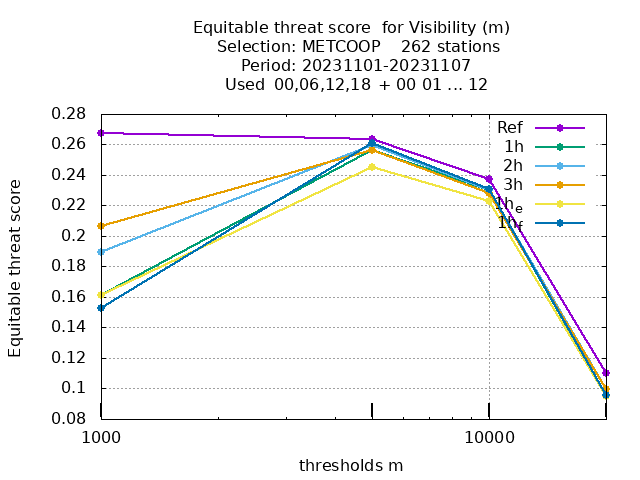 Equitable threat score for Visibility (m)
Selection: METCOOP 262 stations
Period: 20231101-20231107
Used 00,06,12,18 + 00 01 ... 12
0.28
0.26
0.24
0.22
0.2
0.18
0.16
0.14
0.12
0.1
0.08
Equitable threat score
Ref
1h
2h
3h
1h_e
1h_f
1000
10000
thresholds m